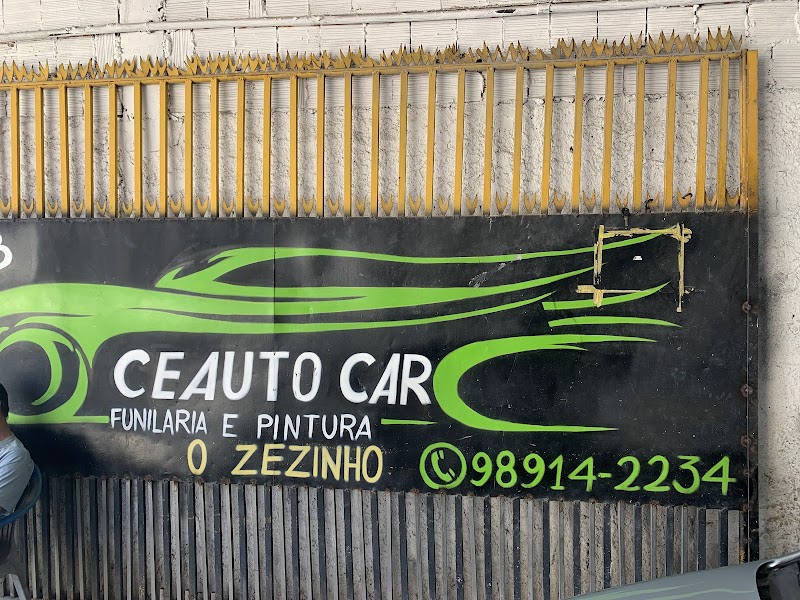 CEAUTO CAR
FUNILARIA E PINTURA
O ZEZINHO
98914-2234